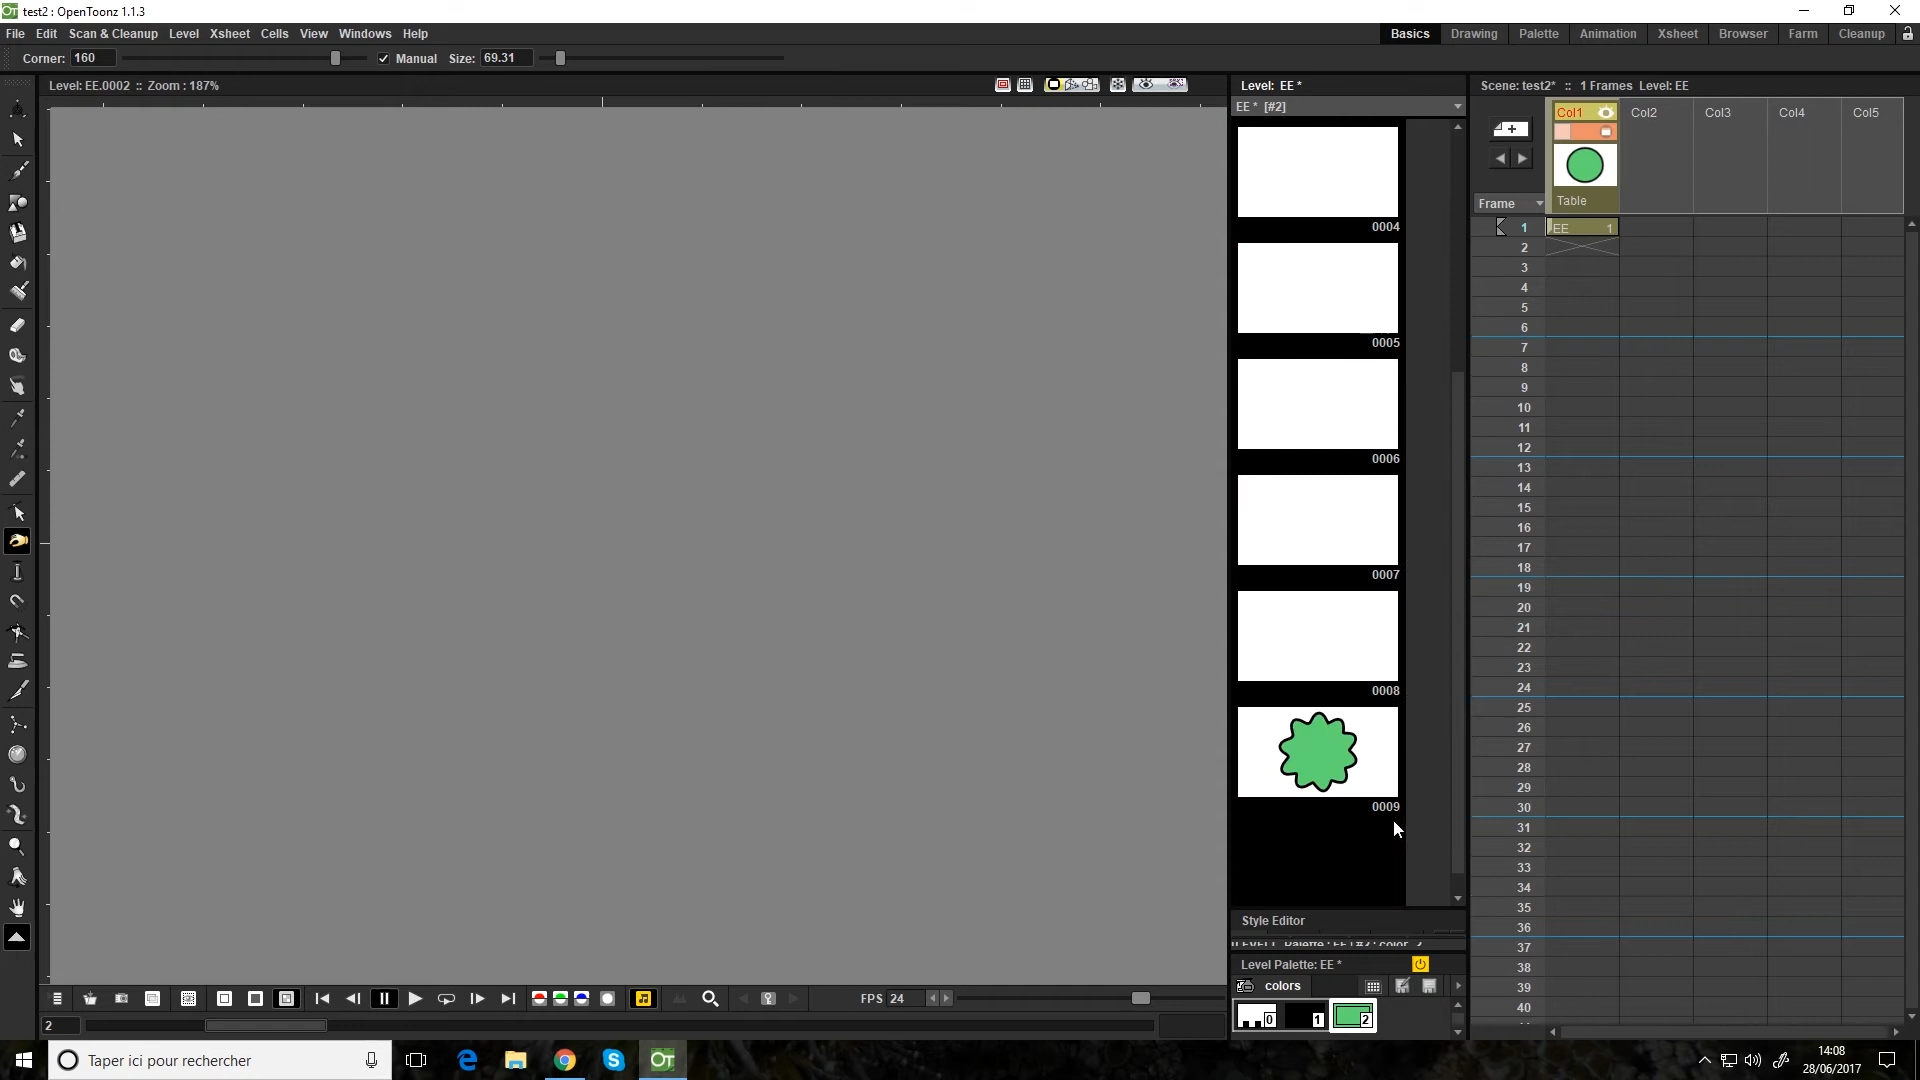 test2 : OpenToonz 1.1.3
File Edit Scan & Cleanup Level Xsheet Cells View Windows Help
Basics Drawing Palette Animation Xsheet Browser Farm Cleanup
Corner: 160 Manual Size: 69.31
Level: EE.0002 :: Zoom : 187%
Level: EE *
Scene: test2* :: 1 Frames Level: EE
EE * [#2]
Col1 Col2 Col3 Col4 Col5
Table
Frame
EE 1
1
2
3
4
5
6
7
8
9
10
11
12
13
14
15
16
17
18
19
20
21
22
23
24
25
26
27
28
29
30
31
32
33
34
35
36
37
38
39
40
0004
0005
0006
0007
0008
0009
Style Editor
Level Palette: EE *
colors
0 1 2
FPS 24
2
Taper ici pour rechercher
14:08
28/06/2017